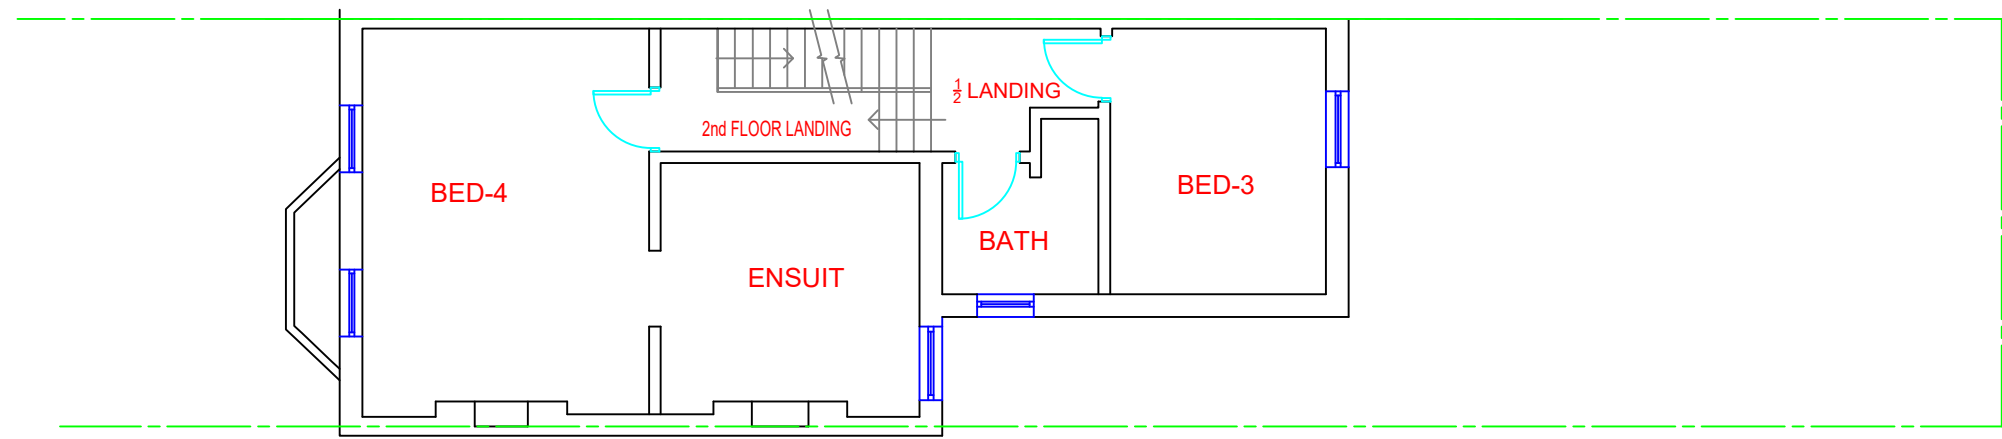 ½ LANDING
2nd FLOOR LANDING
BED-4
BED-3
BATH
ENSUIT